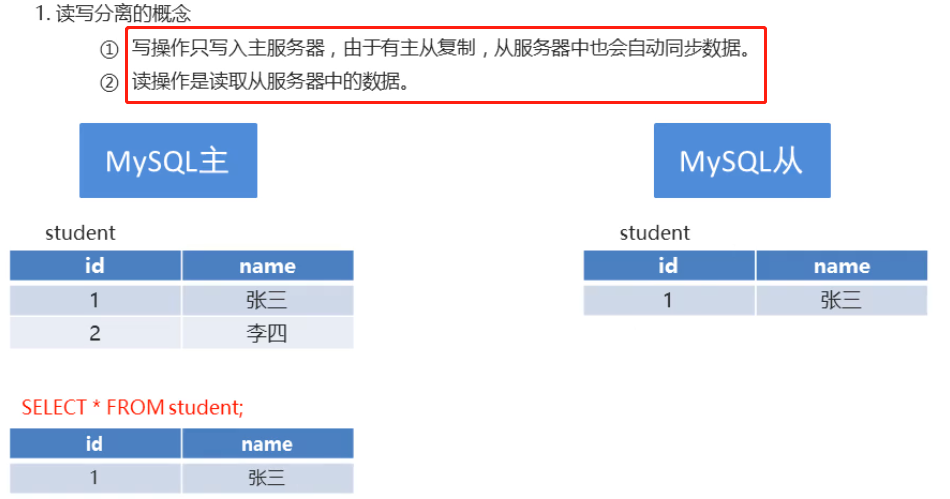 1. 读写分离的概念
① 写操作只写入主服务器，由于有主从复制，从服务器中也会自动同步数据。
② 读操作是读取从服务器中的数据。
MySQL主
MySQL从
student
id name
1 张三
2 李四
student
id name
1 张三
SELECT * FROM student;
id name
1 张三